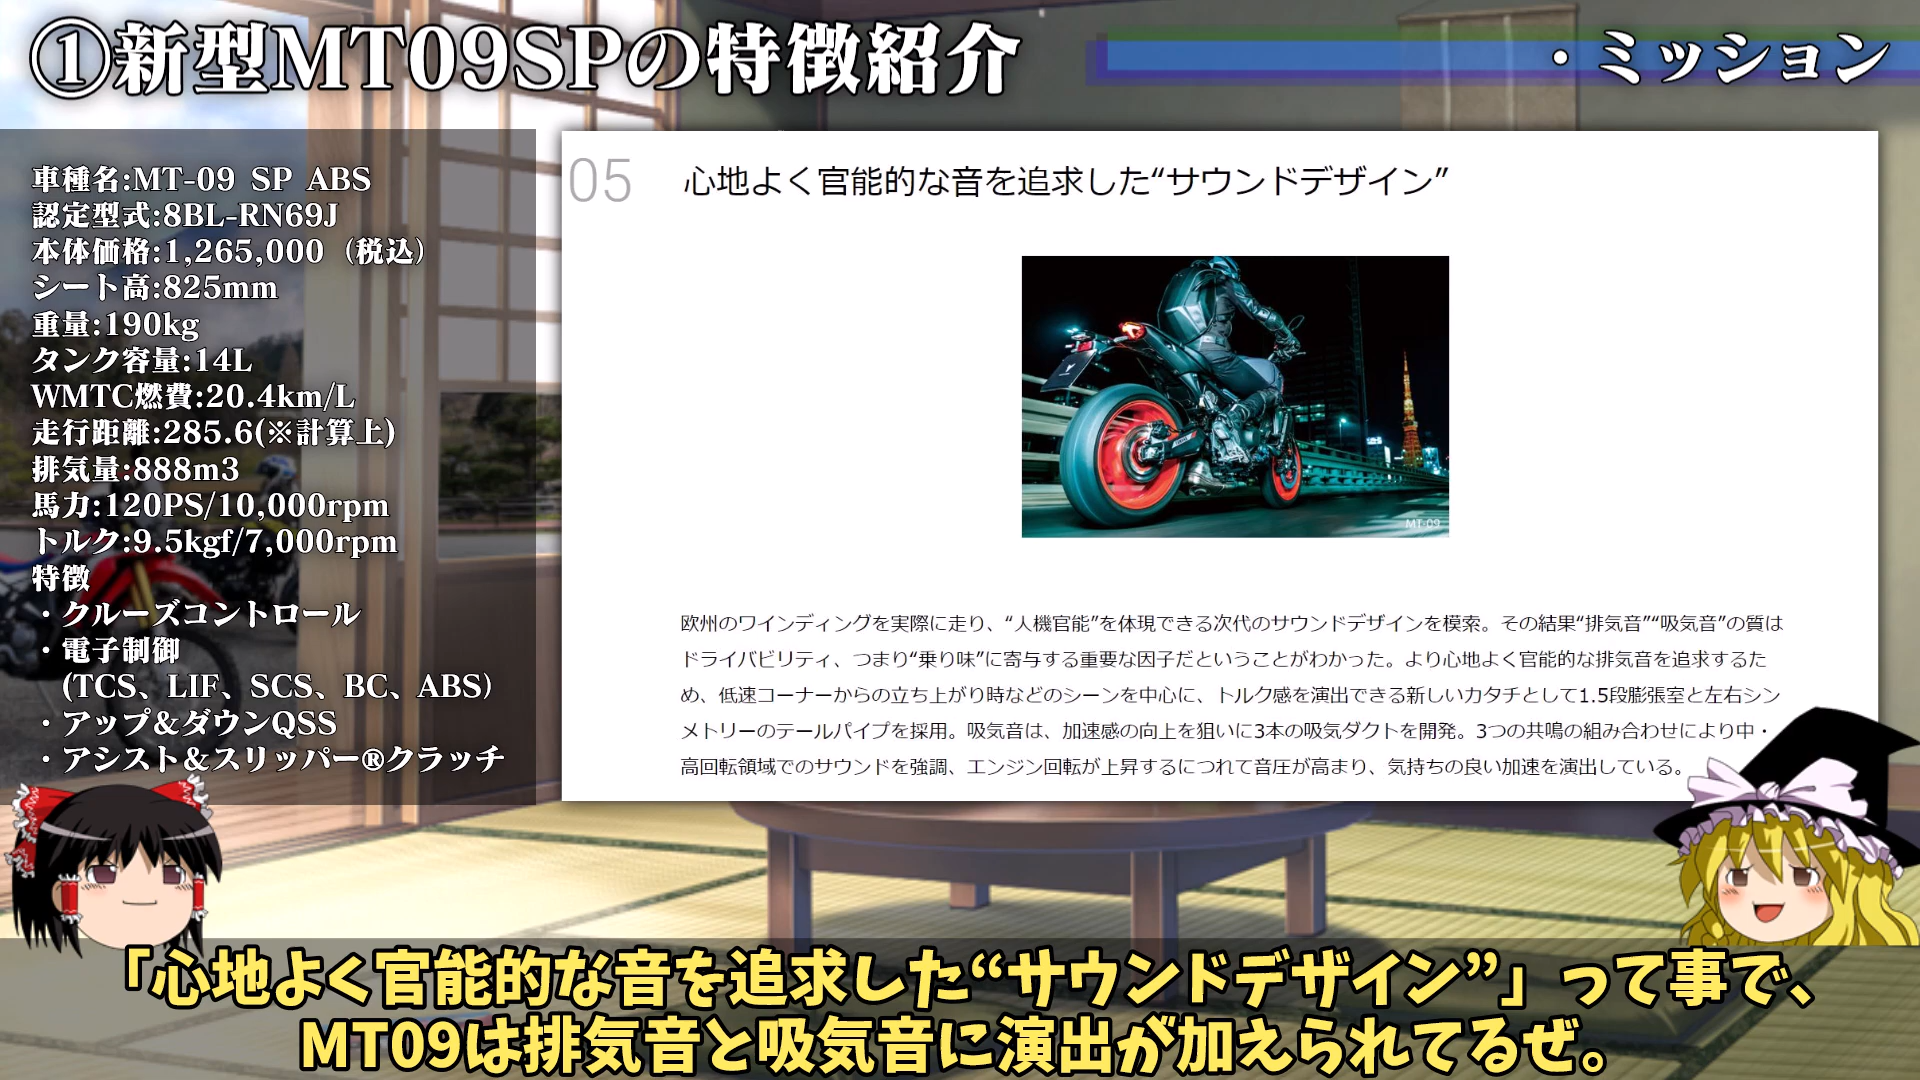 ①新型MT09SPの特徴紹介
・ミッション
車種名:MT-09 SP ABS
認定型式:8BL-RN69J
本体価格:1,265,000（税込）
シート高:825mm
重量:190kg
タンク容量:14L
WMTC燃費:20.4km/L
走行距離:285.6(※計算上)
排気量:888m3
馬力:120PS/10,000rpm
トルク:9.5kgf/7,000rpm
特徴
・クルーズコントロール
・電子制御
(TCS、LIF、SCS、BC、ABS)
・アップ＆ダウンQSS
・アシスト＆スリッパー®クラッチ
05
心地よく官能的な音を追求した“サウンドデザイン”
MT-09
欧州のワインディングを実際に走り、“人機官能”を体現できる次代のサウンドデザインを模索。その結果“排気音”“吸気音”の質は
ドライバビリティ、つまり“乗り味”に寄与する重要な因子だということがわかった。より心地よく官能的な排気音を追求するた
め、低速コーナーからの立ち上がり時などのシーンを中心に、トルク感を演出できる新しいカタチとして1.5段膨張室と左右シン
メトリーのテールパイプを採用。吸気音は、加速感の向上を狙いに3本の吸気ダクトを開発。3つの共鳴の組み合わせにより中・
高回転領域でのサウンドを強調、エンジン回転が上昇するにつれて音圧が高まり、気持ちの良い加速を演出している。
「心地よく官能的な音を追求した“サウンドデザイン”」って事で、
MT09は排気音と吸気音に演出が加えられてるぜ。